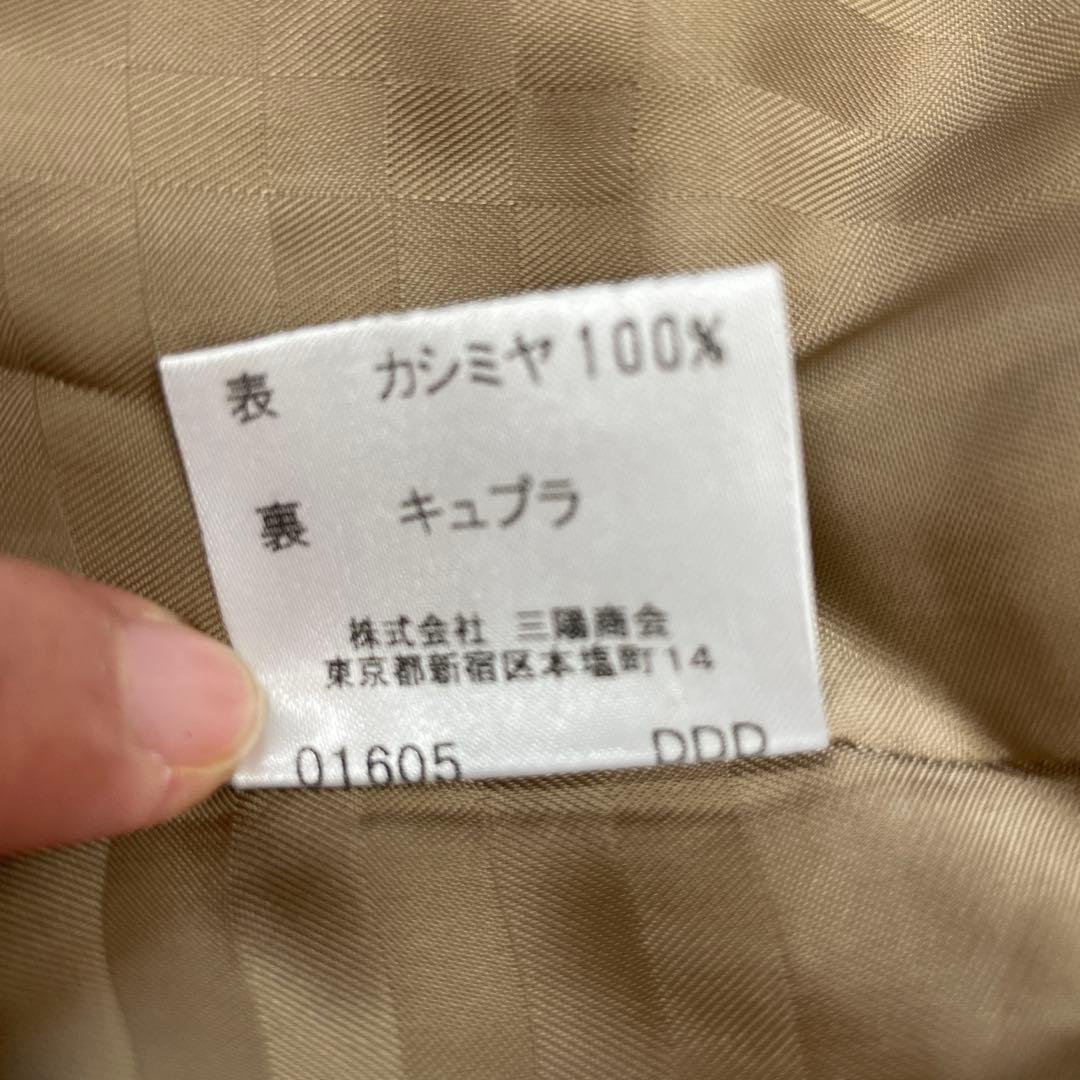 表 カシミヤ100%
裏 キュプラ
株式会社 三陽商会
東京都新宿区本塩町14
01605 DDD